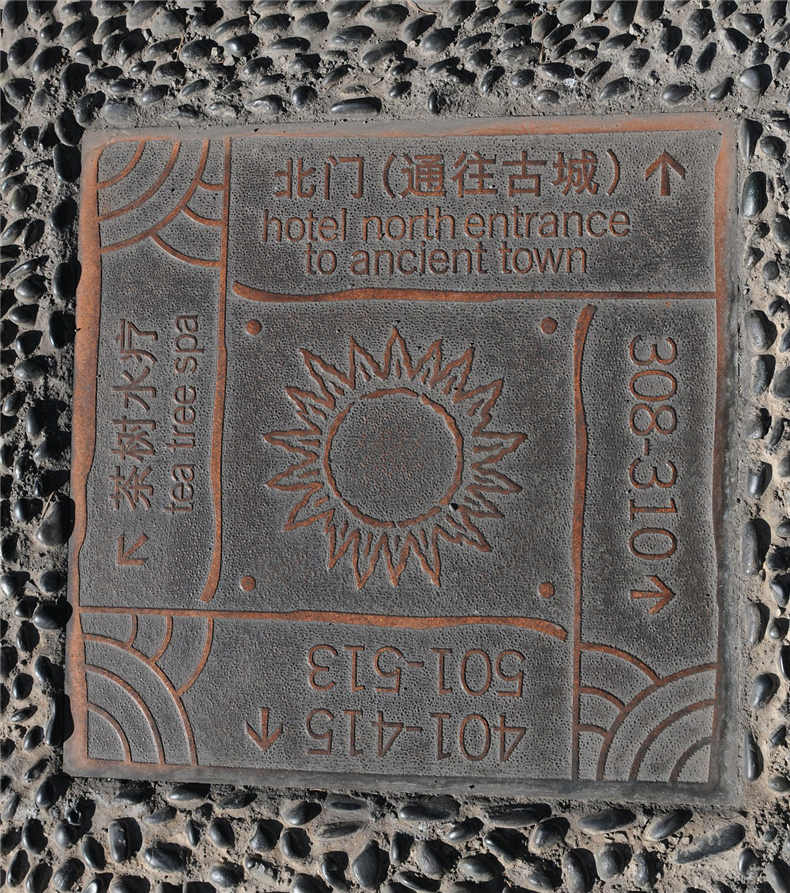 北门（通往古城）↑
hotel north entrance
to ancient town
308-310 ↑
401-415 ↑
501-513
茶树水疗
tea tree spa